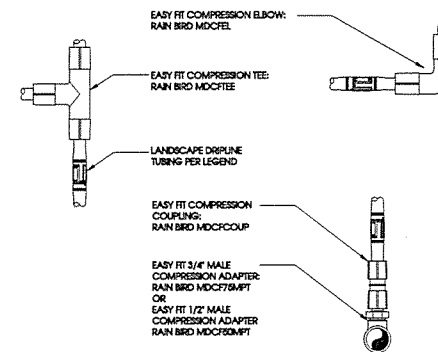 EASY FIT COMPRESSION ELBOW:
RAIN BIRD MDCFEL
EASY FIT COMPRESSION TEE:
RAIN BIRD MDCFTEE
LANDSCAPE DRIPLINE
TUBING PER LEGEND
EASY FIT COMPRESSION
COUPLING:
RAIN BIRD MDCFCOUP
EASY FIT 3/4" MALE
COMPRESSION ADAPTER:
RAIN BIRD MDCF75MPT
OR
EASY FIT 1/2" MALE
COMPRESSION ADAPTER
RAIN BIRD MDCF50MPT